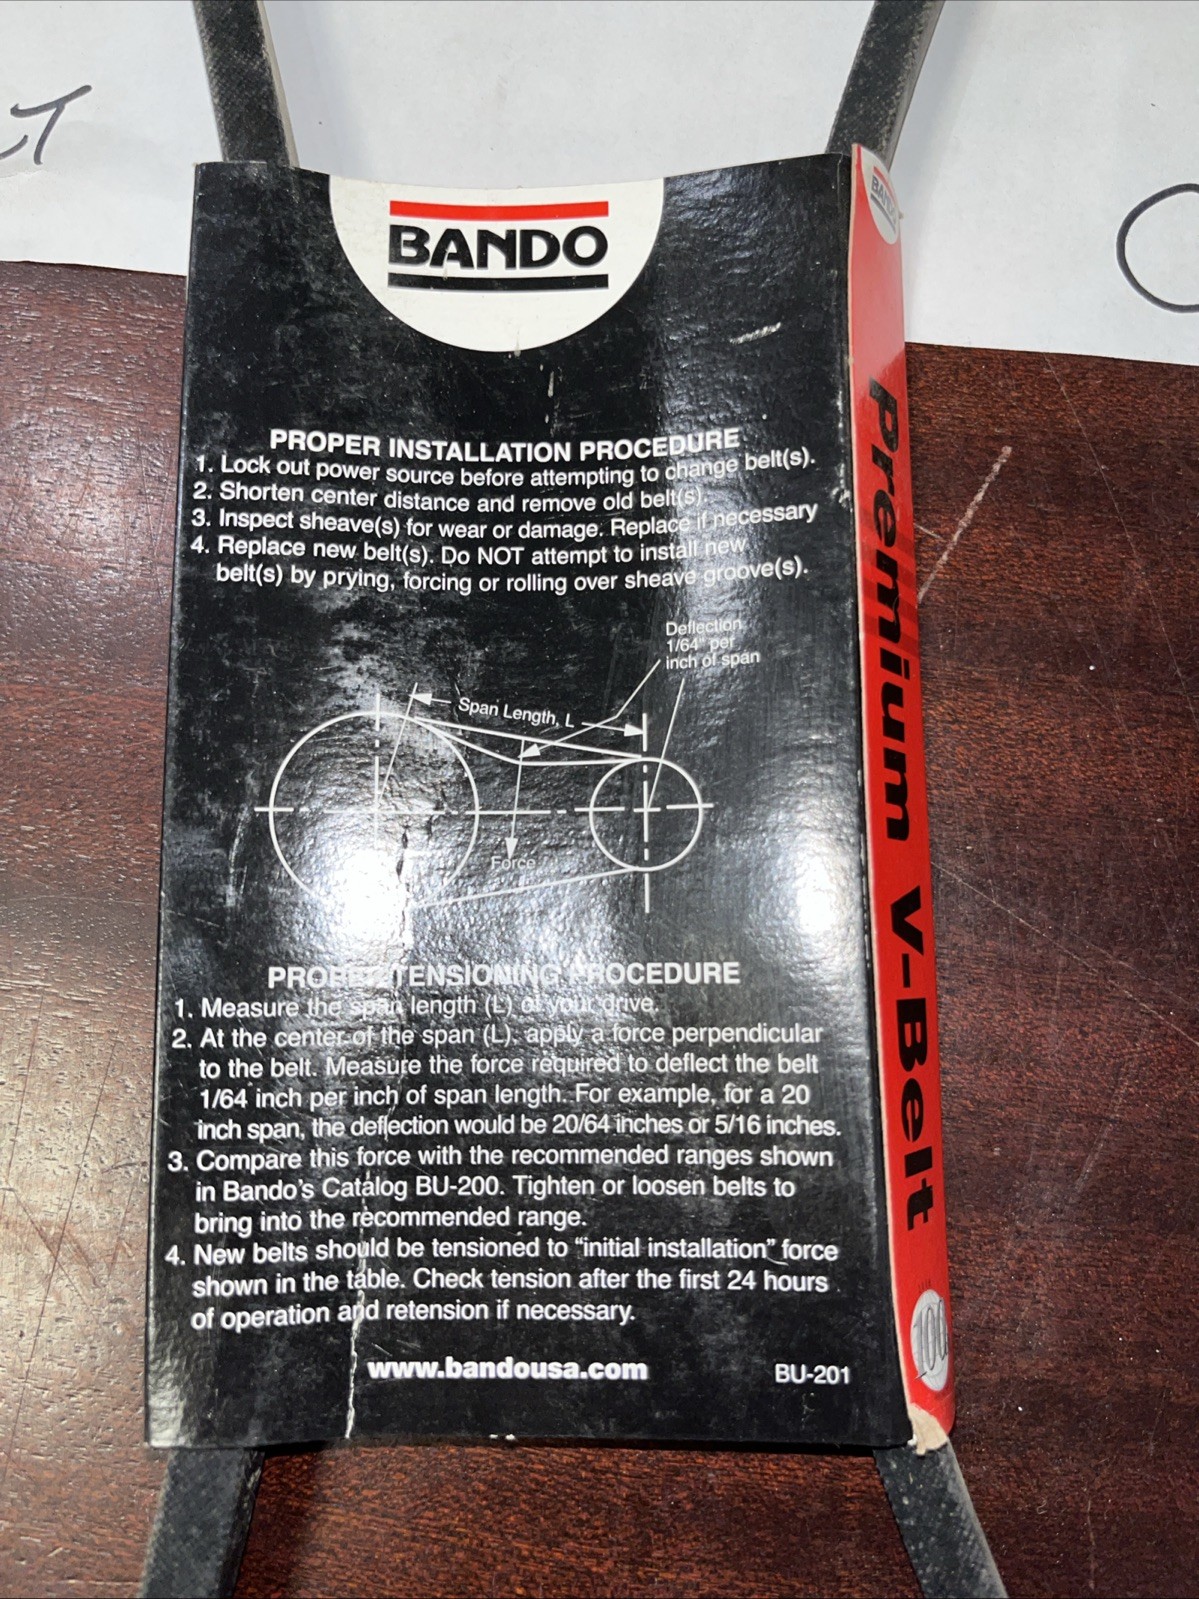 BANDO
BANDO
PROPER INSTALLATION PROCEDURE
1. Lock out power source before attempting to change belt(s).
2. Shorten center distance and remove old belt(s).
3. Inspect sheave(s) for wear or damage. Replace if necessary
4. Replace new belt(s). Do NOT attempt to install new
belt(s) by prying, forcing or rolling over sheave groove(s).
Deflection
1/64" per
inch of span
Span Length, L
Force
PROPER TENSIONING PROCEDURE
1. Measure the span length (L) of your drive.
2. At the center of the span (L), apply a force perpendicular
to the belt. Measure the force required to deflect the belt
1/64 inch per inch of span length. For example, for a 20
inch span, the deflection would be 20/64 inches or 5/16 inches.
3. Compare this force with the recommended ranges shown
in Bando's Catalog BU-200. Tighten or loosen belts to
bring into the recommended range.
4. New belts should be tensioned to "initial installation" force
shown in the table. Check tension after the first 24 hours
of operation and retension if necessary.
www.bandousa.com
BU-201
Premium V-Belt